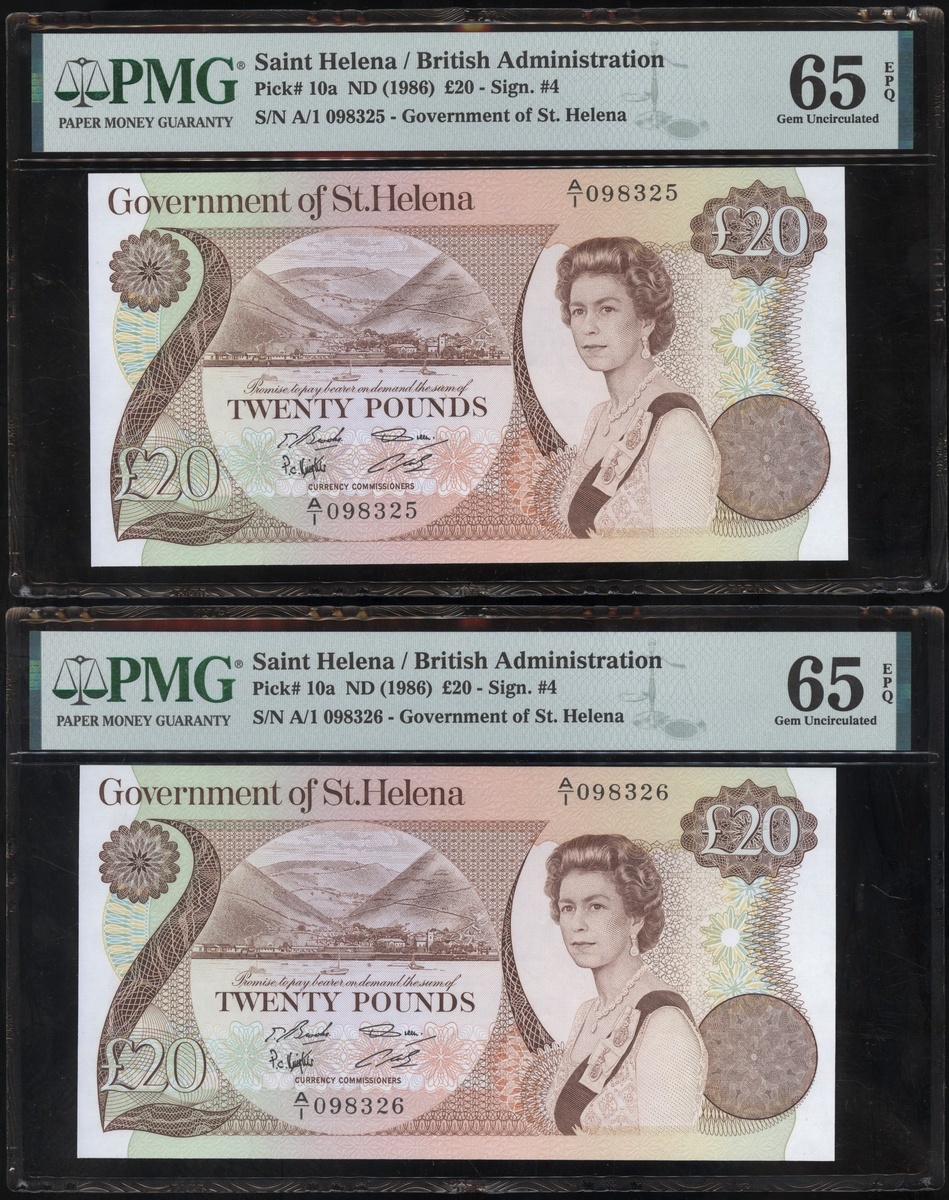 PMG®
PAPER MONEY GUARANTY
Saint Helena / British Administration
Pick# 10a ND (1986) £20 - Sign. #4
S/N A/1 098325 - Government of St. Helena
65 EPQ
Gem Uncirculated
Government of St.Helena
A/1 098325
£20
Promise to pay bearer on demand the sum of
TWENTY POUNDS
£20
CURRENCY COMMISSIONERS
A/1 098325
PMG®
PAPER MONEY GUARANTY
Saint Helena / British Administration
Pick# 10a ND (1986) £20 - Sign. #4
S/N A/1 098326 - Government of St. Helena
65 EPQ
Gem Uncirculated
Government of St.Helena
A/1 098326
£20
Promise to pay bearer on demand the sum of
TWENTY POUNDS
£20
CURRENCY COMMISSIONERS
A/1 098326